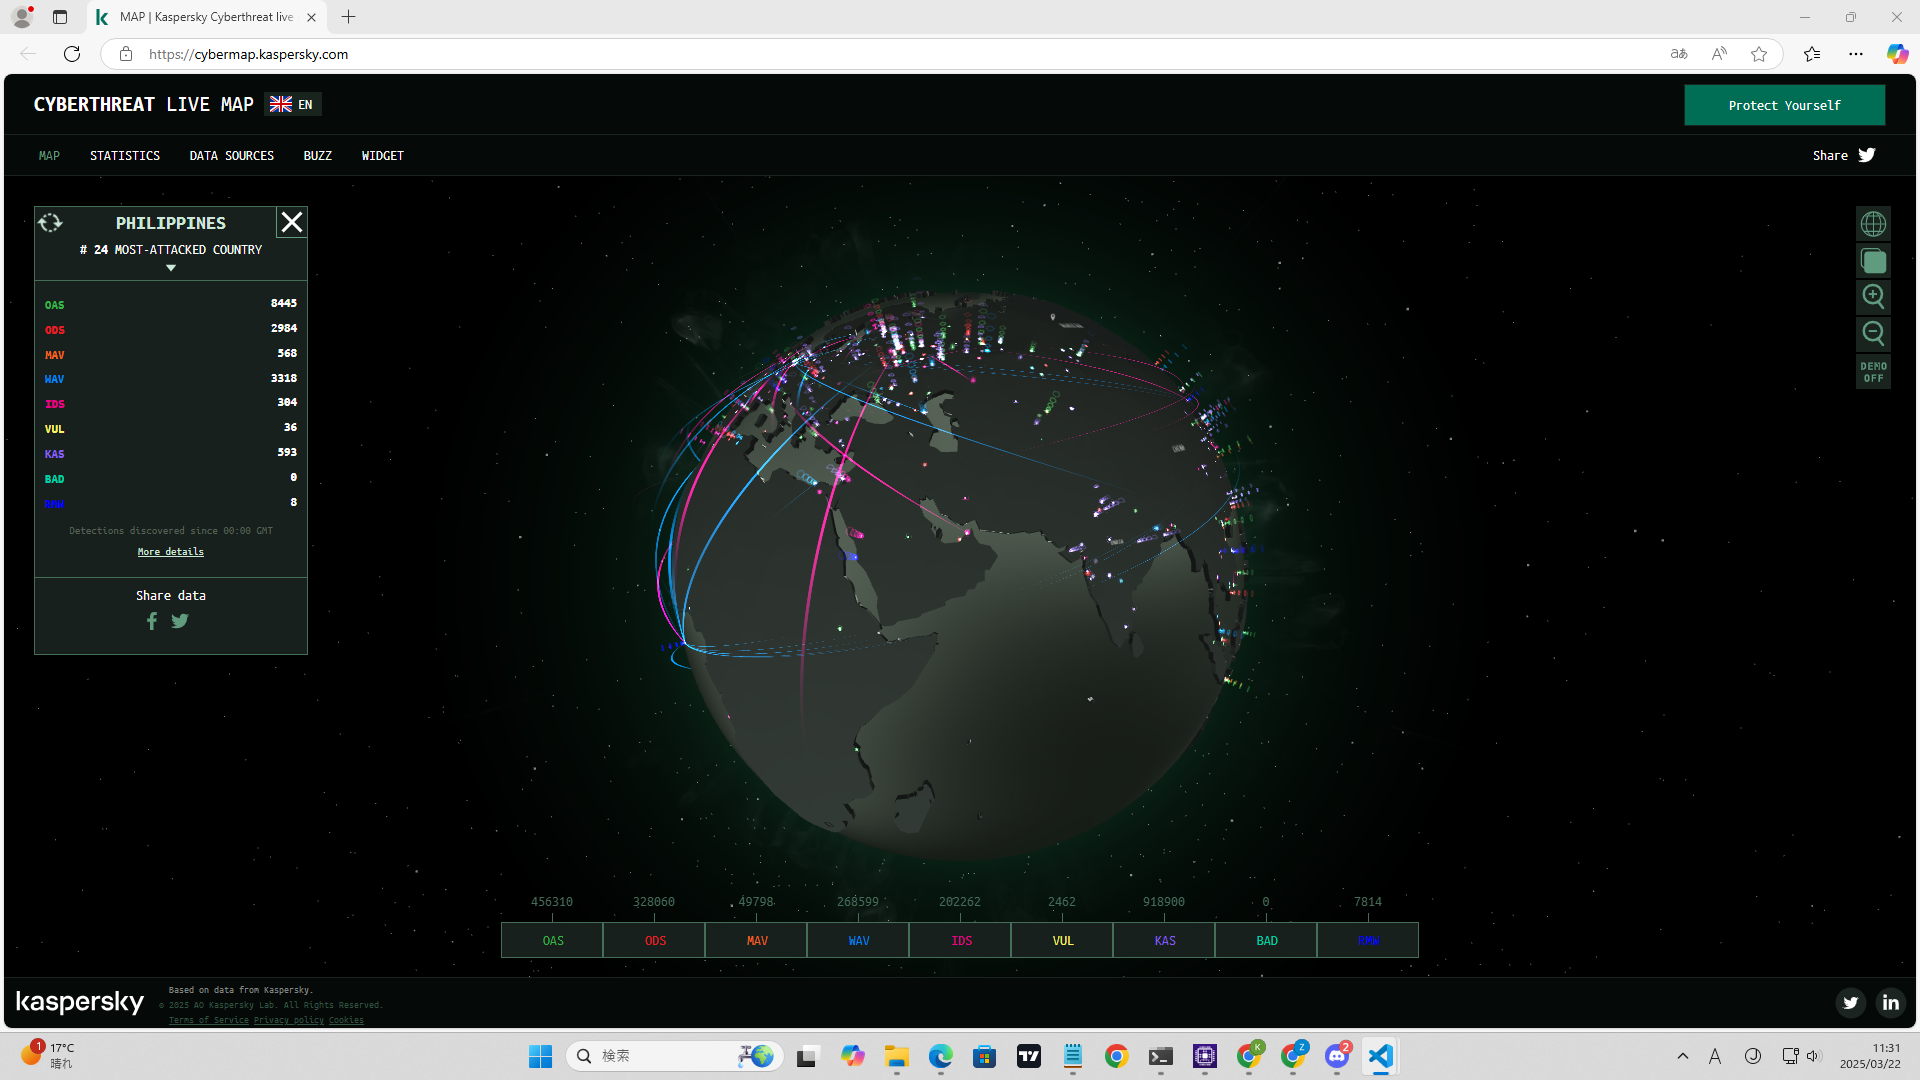 MAP | Kaspersky Cyberthreat live
https://cybermap.kaspersky.com
CYBERTHREAT LIVE MAP EN
Protect Yourself
MAP STATISTICS DATA SOURCES BUZZ WIDGET
Share
PHILIPPINES
# 24 MOST-ATTACKED COUNTRY
OAS 8445
ODS 2984
MAV 568
WAV 3318
IDS 304
VUL 36
KAS 593
BAD 0
RMW 8
Detections discovered since 00:00 GMT
More details
Share data
DEMO
OFF
456310 328060 49798 268599 202262 2462 918900 0 7814
OAS ODS MAV WAV IDS VUL KAS BAD RMW
kaspersky
Based on data from Kaspersky.
© 2025 AO Kaspersky Lab. All Rights Reserved.
Terms of Service Privacy policy Cookies
1
17°C
晴れ
検索
K
Z
2
A
11:31
2025/03/22